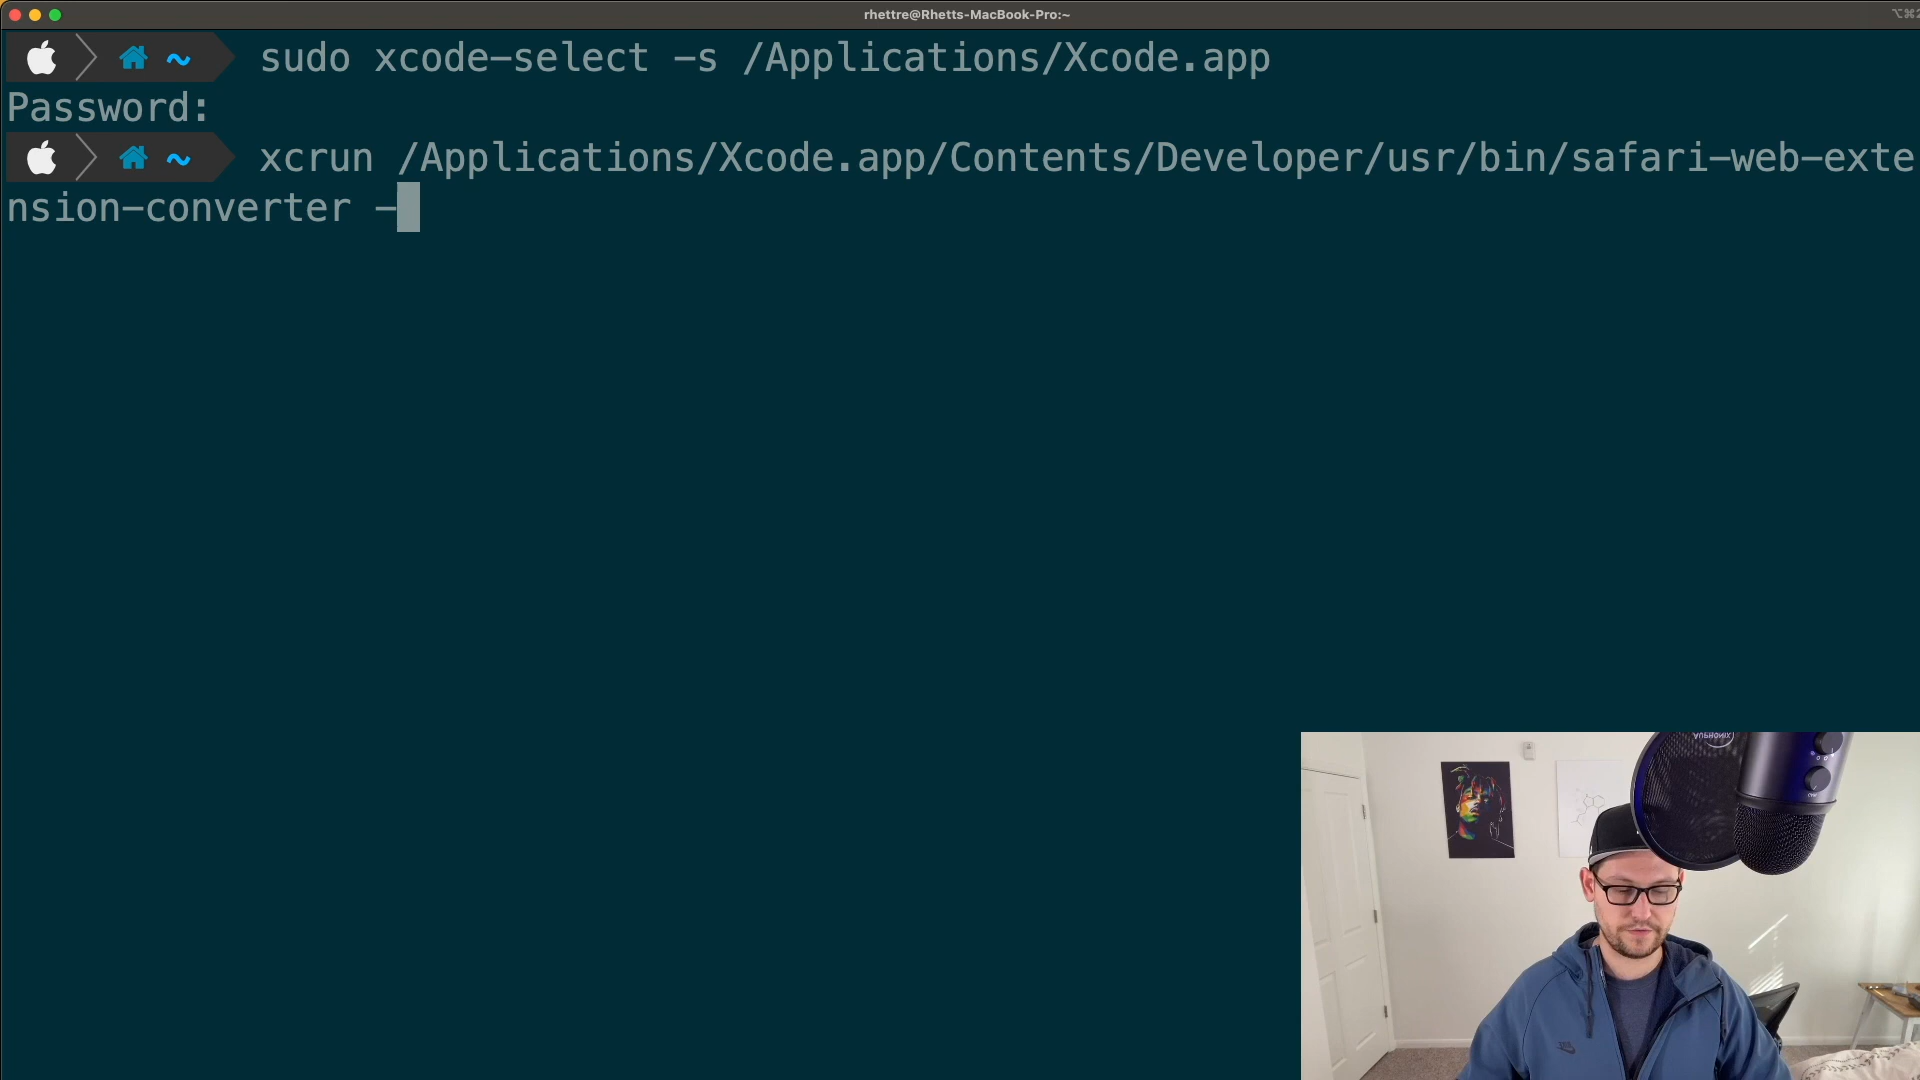 rhettre@Rhetts-MacBook-Pro:~
~ sudo xcode-select -s /Applications/Xcode.app
Password:
~ xcrun /Applications/Xcode.app/Contents/Developer/usr/bin/safari-web-exte
nsion-converter -
AUPHONIX